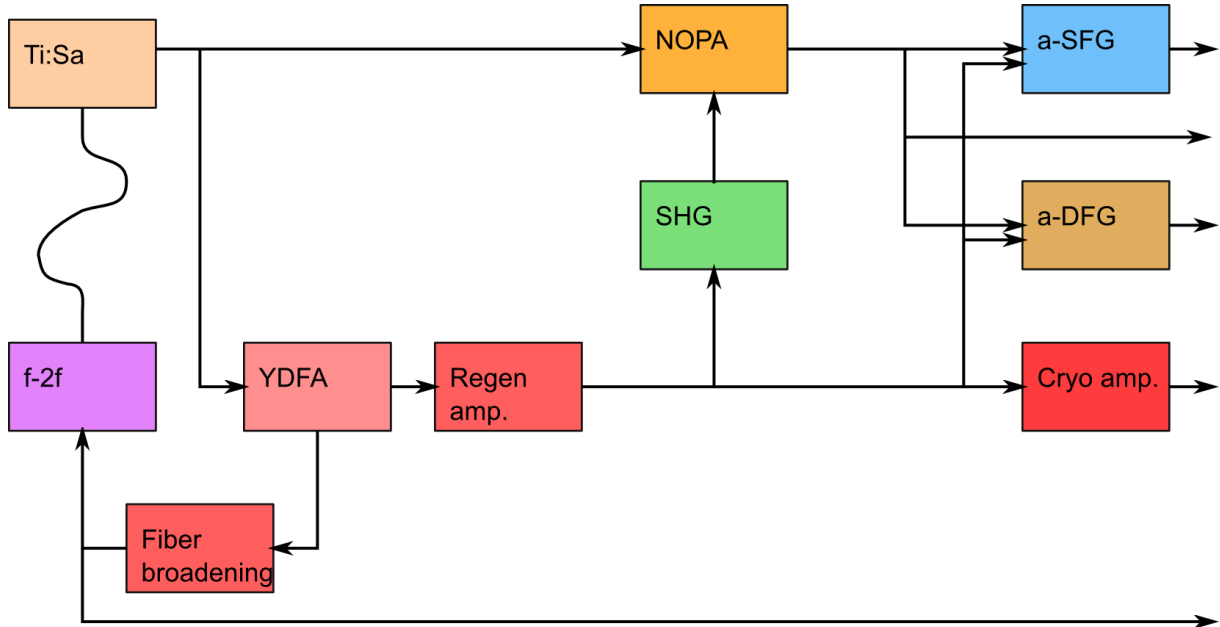 Ti:Sa
NOPA
a-SFG
SHG
a-DFG
f-2f
YDFA
Regen
amp.
Cryo amp.
Fiber
broadening